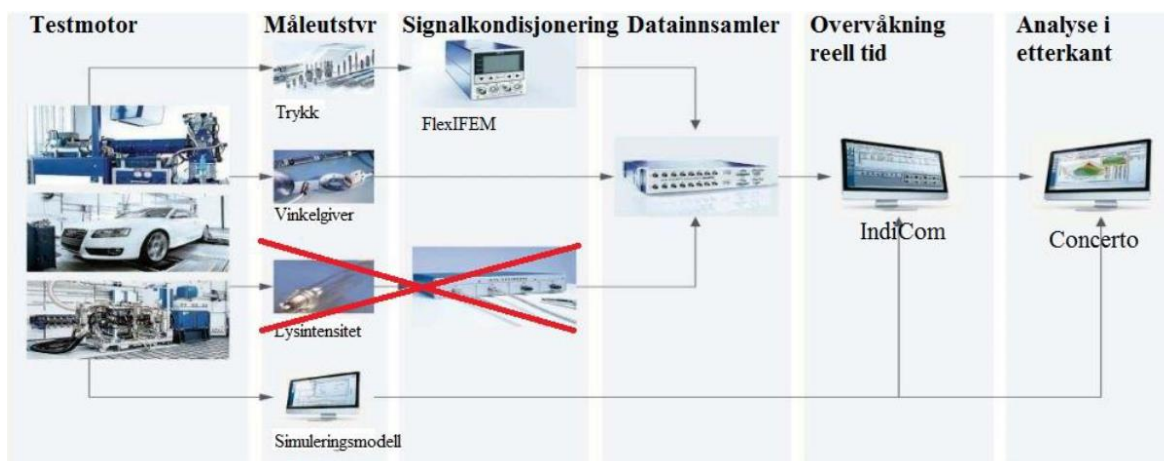 Testmotor
Måleutstyr
Signalkondisjonering
Datainnsamler
Overvåkning
reell tid
Analyse i
etterkant
Trykk
FlexIFEM
Vinkelgiver
IndiCom
Concerto
Lysintensitet
Simuleringsmodell